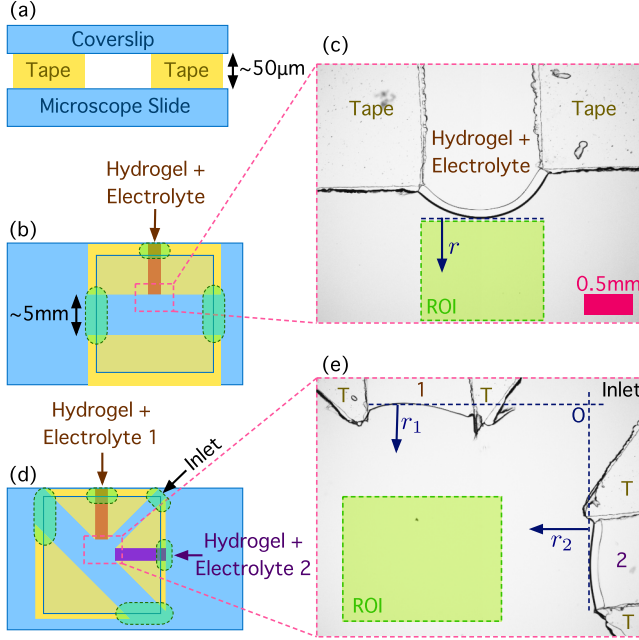 (a)
Coverslip
Tape
Tape
~50μm
Microscope Slide
(b)
Hydrogel +
Electrolyte
~5mm
(c)
Tape
Tape
Hydrogel +
Electrolyte
r
ROI
0.5mm
(d)
Hydrogel +
Electrolyte 1
Inlet
Hydrogel +
Electrolyte 2
(e)
T
1
T
Inlet
0
r1
T
r2
2
ROI
T